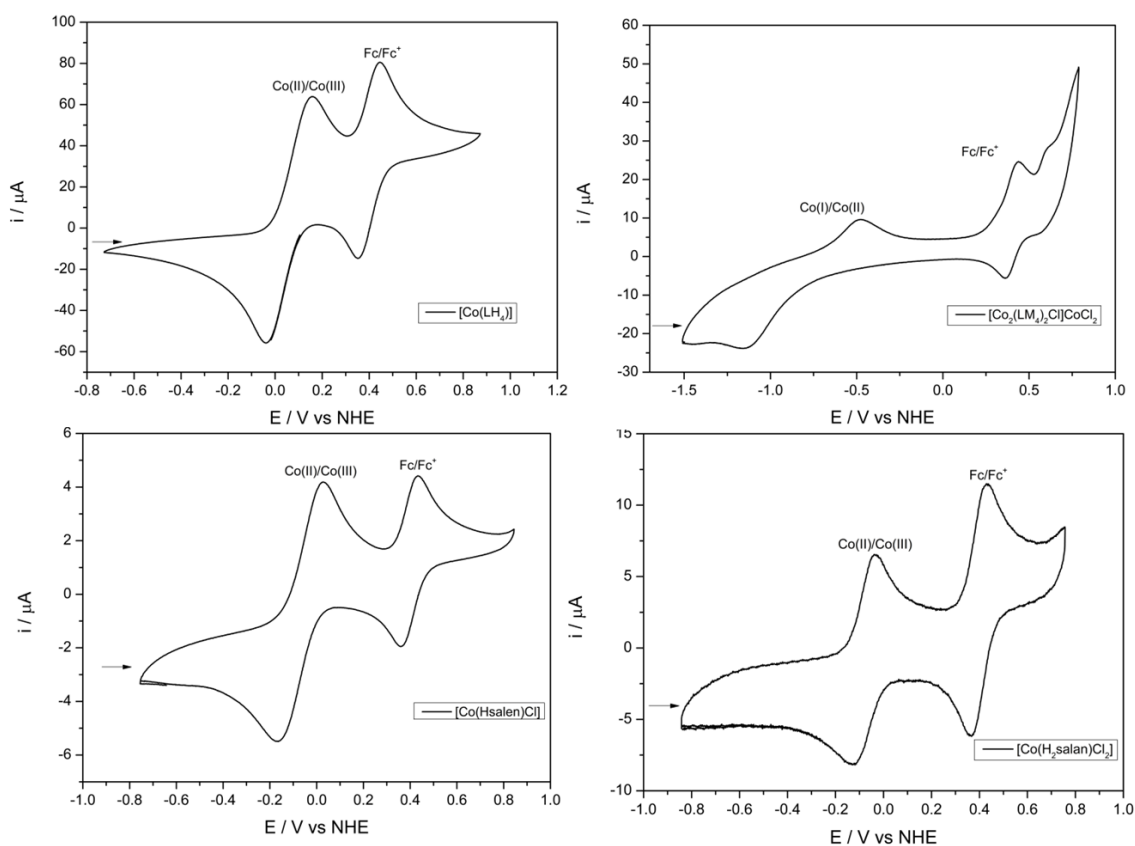 100
80
60
40
20
0
-20
-40
-60
i / µA
Co(II)/Co(III)
Fc/Fc⁺
[Co(LH₄)]
-0.8 -0.6 -0.4 -0.2 0.0 0.2 0.4 0.6 0.8 1.0 1.2
E / V vs NHE
50
40
30
20
10
0
-10
-20
-30
i / µA
Co(I)/Co(II)
Fc/Fc⁺
[Co₂(LM₄)₂Cl]CoCl₂
-1.5 -1.0 -0.5 0.0 0.5 1.0
E / V vs NHE
6
4
2
0
-2
-4
-6
i / µA
Co(II)/Co(III)
Fc/Fc⁺
[Co(Hsalen)Cl]
-1.0 -0.8 -0.6 -0.4 -0.2 0.0 0.2 0.4 0.6 0.8 1.0
E / V vs NHE
15
10
5
0
-5
-10
i / µA
Co(II)/Co(III)
Fc/Fc⁺
[Co(H₂salan)Cl₂]
-1.0 -0.8 -0.6 -0.4 -0.2 0.0 0.2 0.4 0.6 0.8 1.0
E / V vs NHE